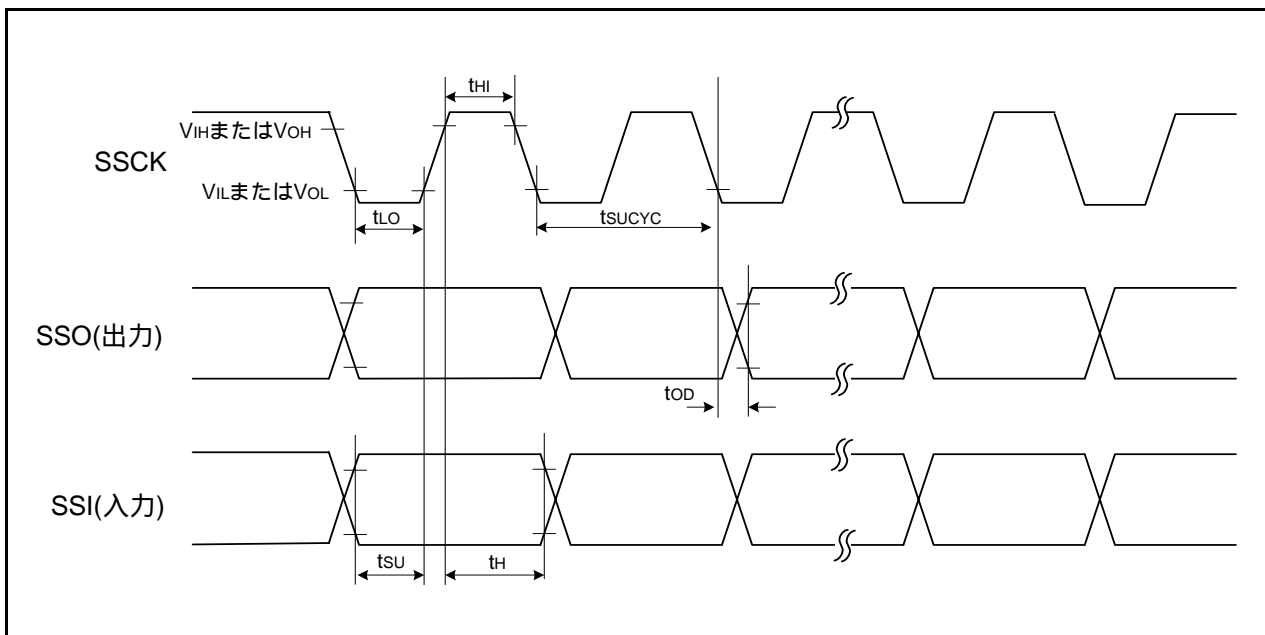 tHI
VIHまたはVOH
SSCK
VILまたはVOL
tLO
tSUCYC
SSO(出力)
tOD
SSI(入力)
tSU
tH